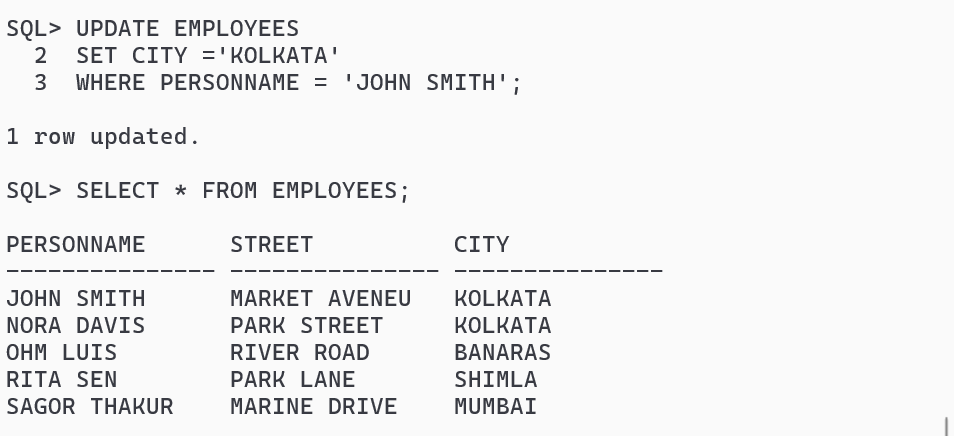 SQL> UPDATE EMPLOYEES
  2  SET CITY ='KOLKATA'
  3  WHERE PERSONNAME = 'JOHN SMITH';
1 row updated.
SQL> SELECT * FROM EMPLOYEES;
PERSONNAME      STREET          CITY
--------------- --------------- ---------------
JOHN SMITH      MARKET AVENEU   KOLKATA
NORA DAVIS      PARK STREET     KOLKATA
OHM LUIS        RIVER ROAD      BANARAS
RITA SEN        PARK LANE       SHIMLA
SAGOR THAKUR    MARINE DRIVE    MUMBAI